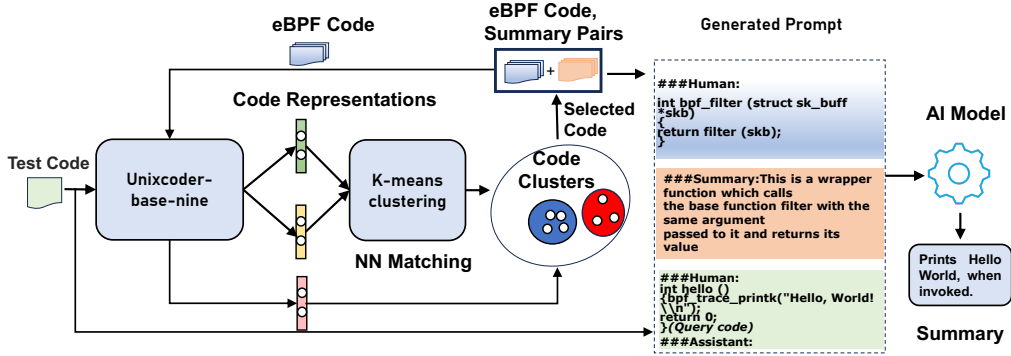 eBPF Code
eBPF Code,
Summary Pairs
+
Generated Prompt
Code Representations
Selected
Code
Test Code
Unixcoder-
base-nine
K-means
clustering
NN Matching
Code
Clusters
###Human:
int bpf_filter (struct sk_buff
*skb)
{
return filter (skb);
}
###Summary:This is a wrapper
function which calls
the base function filter with the
same argument
passed to it and returns its
value
###Human:
int hello ()
{bpf_trace_printk("Hello, World!
\\n");
return 0;
}(Query code)
###Assistant:
AI Model
Prints Hello
World, when
invoked.
Summary